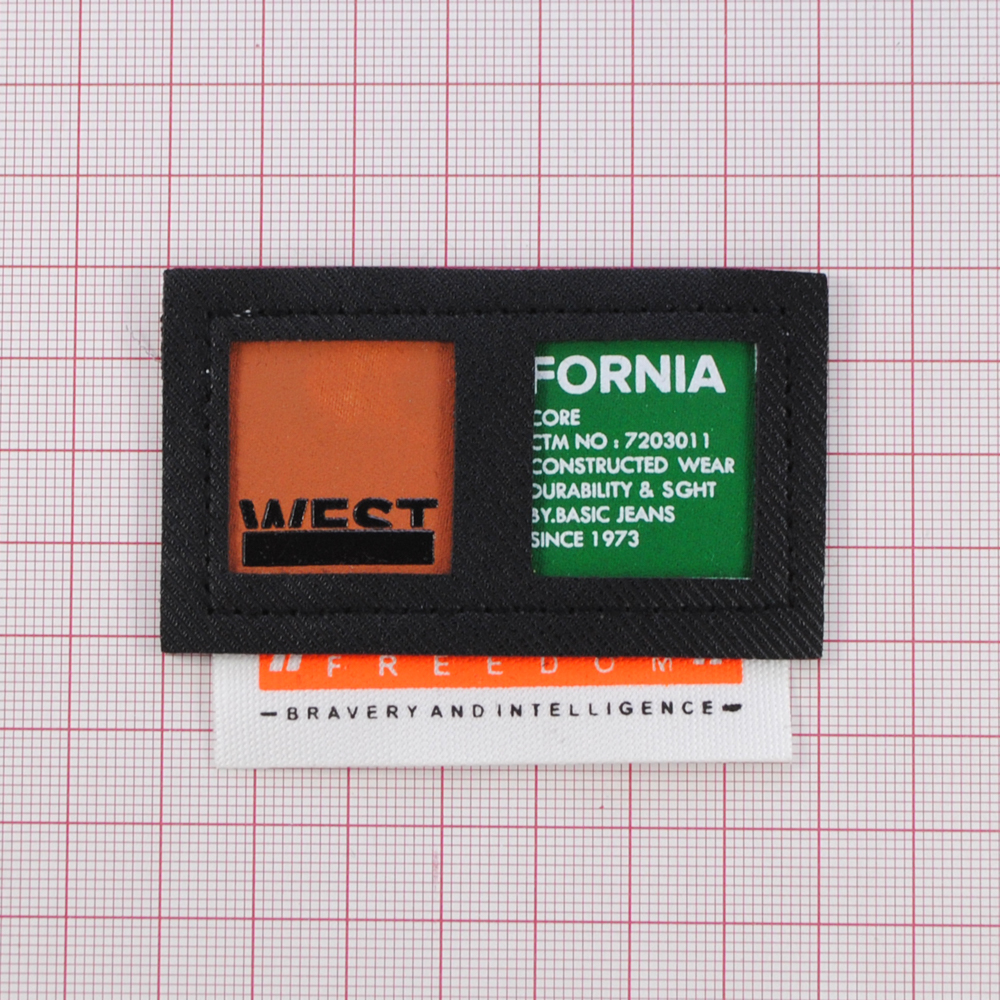 WEST
FORNIA
CORE
CTM NO : 7203011
CONSTRUCTED WEAR
DURABILITY & SGHT
BY.BASIC JEANS
SINCE 1973
"FREEDOM"
—BRAVERY AND INTELLIGENCE—